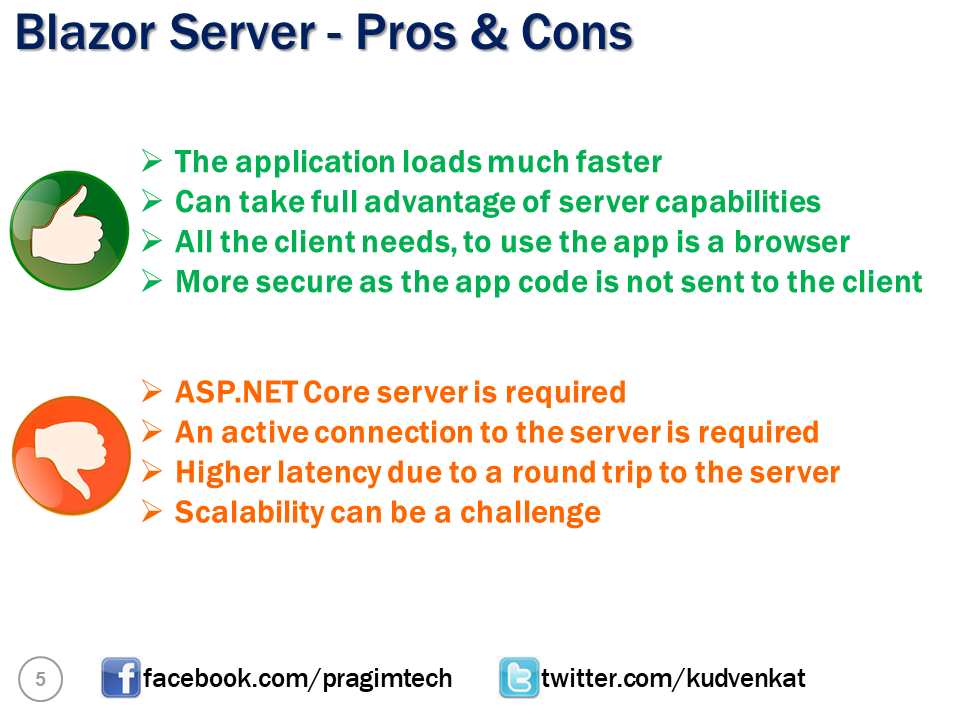 Blazor Server - Pros & Cons
The application loads much faster
Can take full advantage of server capabilities
All the client needs, to use the app is a browser
More secure as the app code is not sent to the client
ASP.NET Core server is required
An active connection to the server is required
Higher latency due to a round trip to the server
Scalability can be a challenge
5
facebook.com/pragimtech
twitter.com/kudvenkat